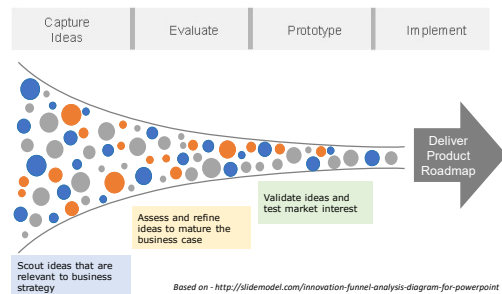 Capture
Ideas
Evaluate
Prototype
Implement
Deliver
Product
Roadmap
Validate ideas and
test market interest
Assess and refine
ideas to mature the
business case
Scout ideas that are
relevant to business
strategy
Based on - http://slidemodel.com/innovation-funnel-analysis-diagram-for-powerpoint